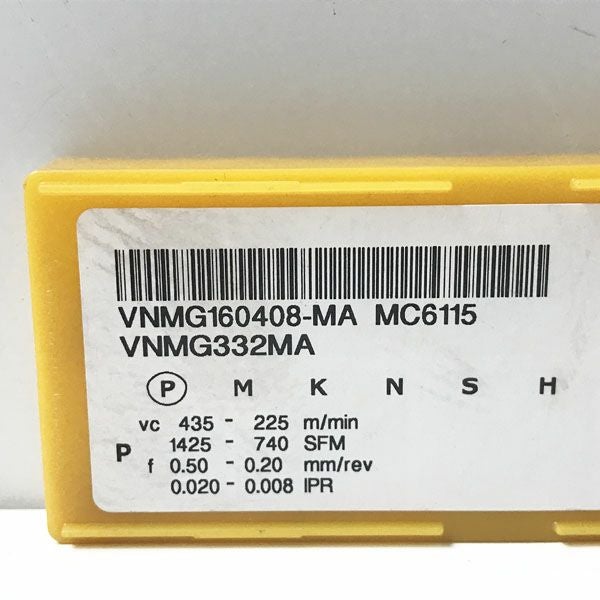 VNMG160408-MA MC6115
VNMG332MA
P M K N S H
vc 435 - 225 m/min
1425 - 740 SFM
P
f 0.50 - 0.20 mm/rev
0.020 - 0.008 IPR